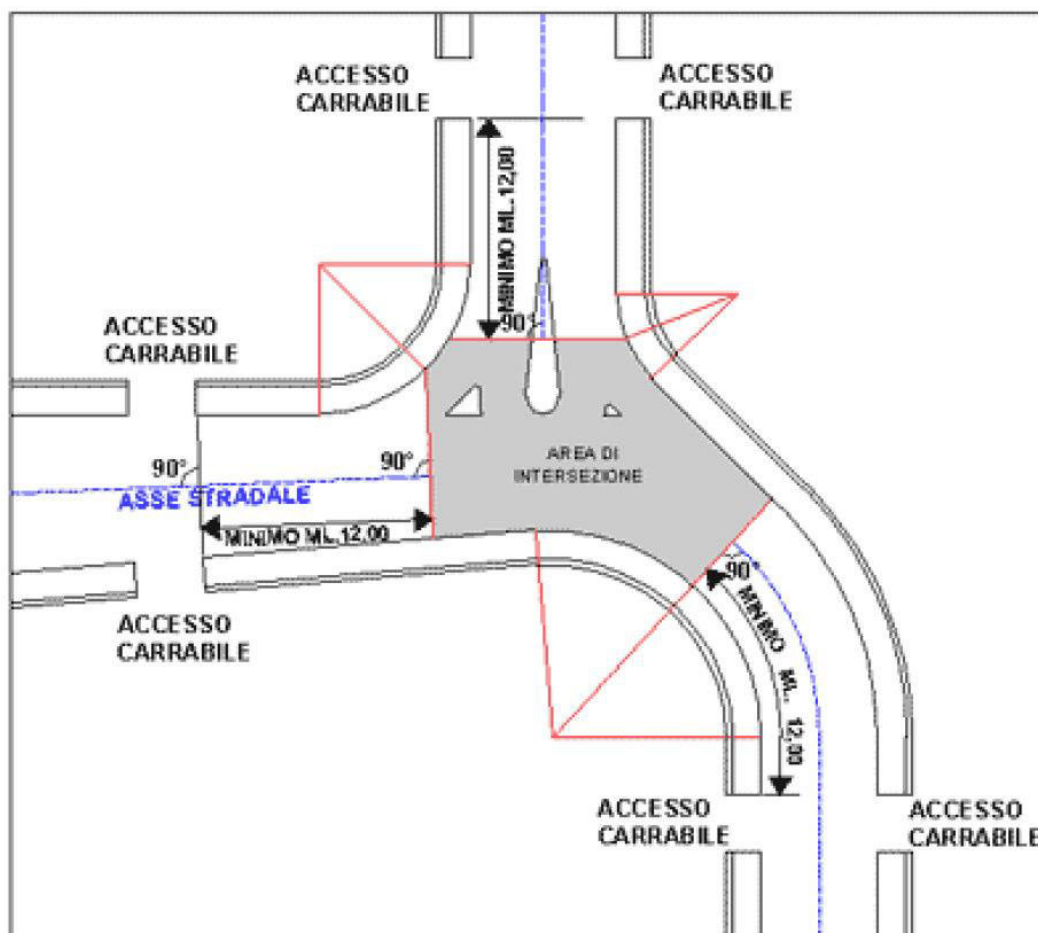 ACCESSO
CARRABILE
ACCESSO
CARRABILE
MINIMO ML.12,00
90°
ACCESSO
CARRABILE
90°
90°
ASSE STRADALE
MINIMO ML.12,00
AREA DI
INTERSEZIONE
90°
MINIMO ML. 12,00
ACCESSO
CARRABILE
ACCESSO
CARRABILE
ACCESSO
CARRABILE